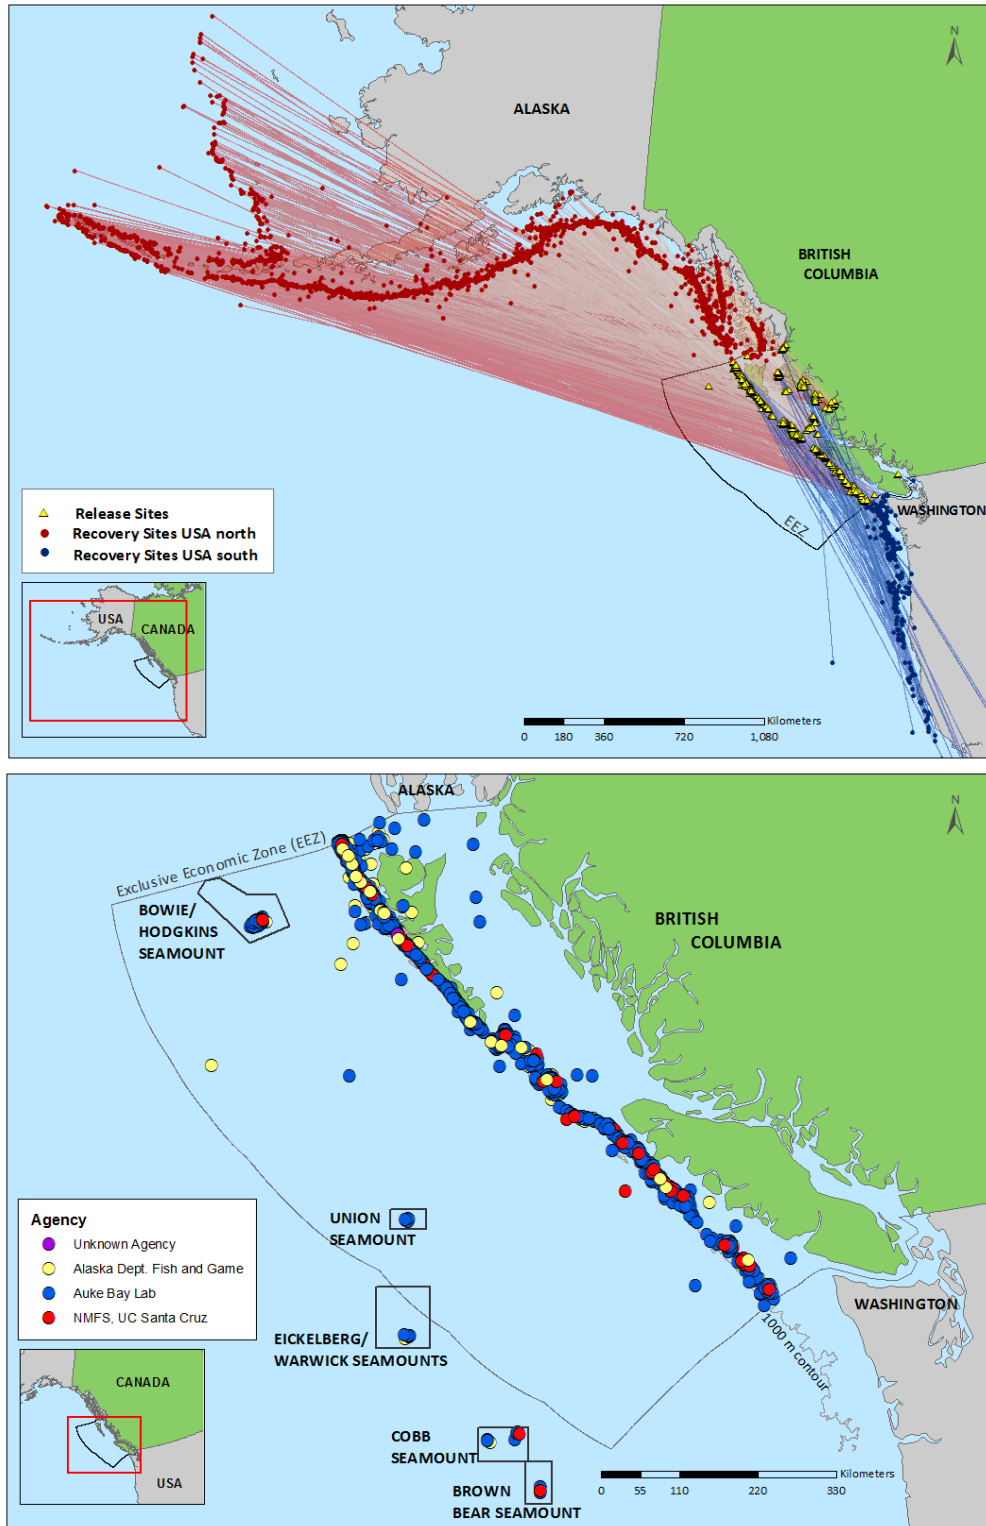 N
ALASKA
BRITISH
COLUMBIA
EEZ
WASHINGTON
Release Sites
Recovery Sites USA north
Recovery Sites USA south
USA
CANADA
Kilometers
0 180 360 720 1,080
ALASKA
N
Exclusive Economic Zone (EEZ)
BOWIE/
HODGKINS
SEAMOUNT
BRITISH
COLUMBIA
Agency
Unknown Agency
Alaska Dept. Fish and Game
Auke Bay Lab
NMFS, UC Santa Cruz
UNION
SEAMOUNT
WASHINGTON
EICKELBERG/
WARWICK SEAMOUNTS
1000 m contour
CANADA
USA
COBB
SEAMOUNT
BROWN
BEAR SEAMOUNT
Kilometers
0 55 110 220 330